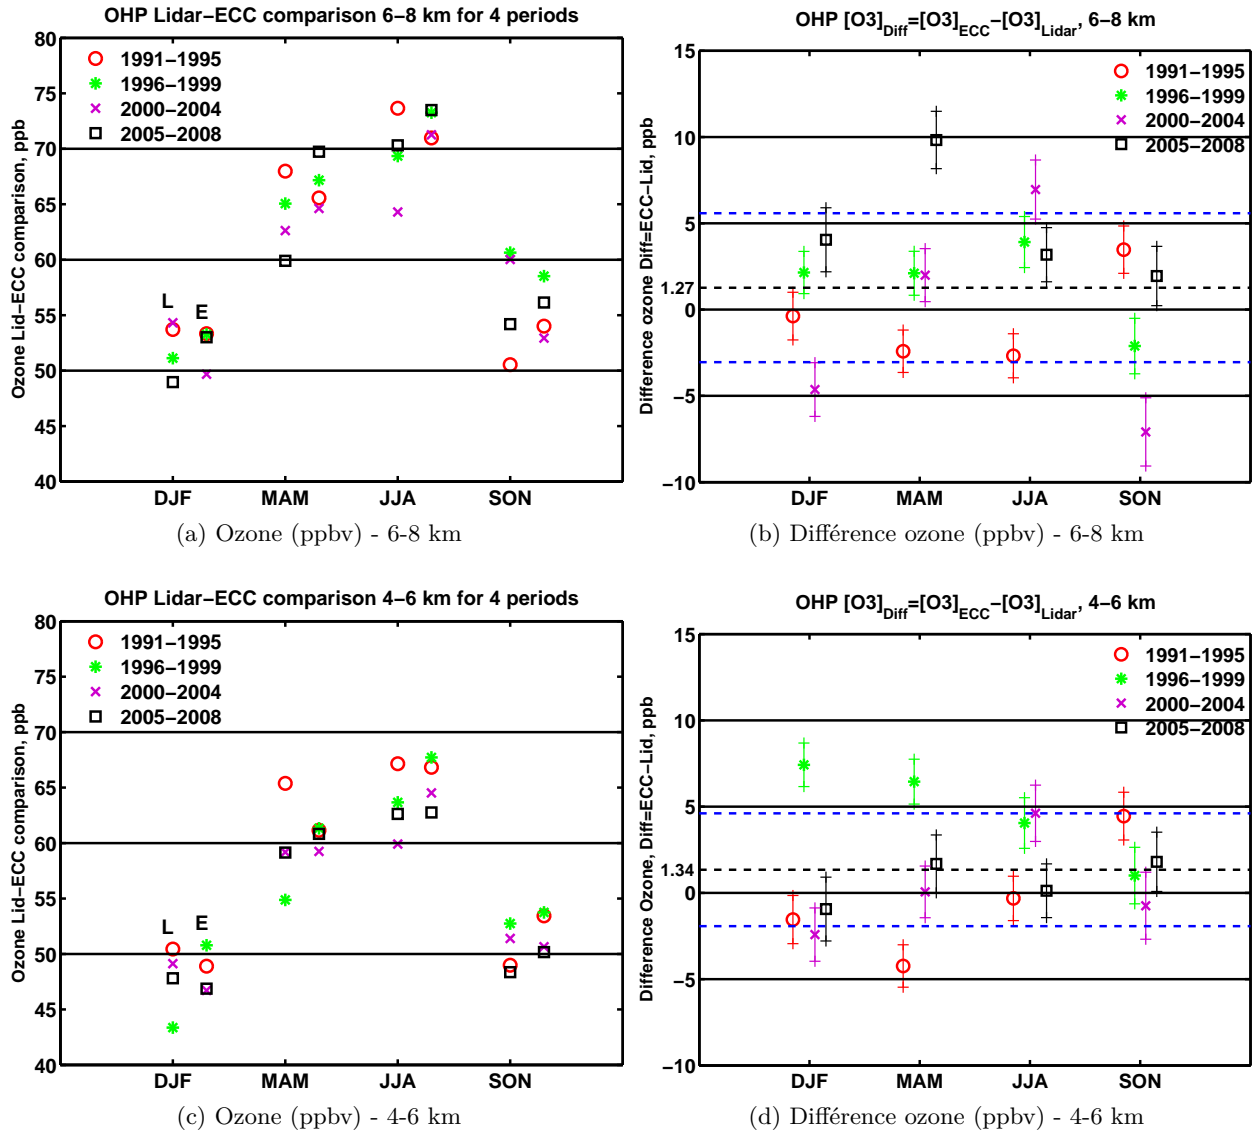 OHP Lidar−ECC comparison 6−8 km for 4 periods
Ozone Lid−ECC comparison, ppb
80
75
70
65
60
55
50
45
40
1991−1995
1996−1999
2000−2004
2005−2008
L E
DJF MAM JJA SON
(a) Ozone (ppbv) - 6-8 km
OHP [O3]Diff=[O3]ECC−[O3]Lidar, 6−8 km
Difference ozone Diff=ECC−Lid, ppb
15
10
5
1.27
0
−5
−10
1991−1995
1996−1999
2000−2004
2005−2008
DJF MAM JJA SON
(b) Différence ozone (ppbv) - 6-8 km
OHP Lidar−ECC comparison 4−6 km for 4 periods
Ozone Lid−ECC comparison, ppb
80
75
70
65
60
55
50
45
40
1991−1995
1996−1999
2000−2004
2005−2008
L E
DJF MAM JJA SON
(c) Ozone (ppbv) - 4-6 km
OHP [O3]Diff=[O3]ECC−[O3]Lidar, 4−6 km
Difference Ozone, Diff=ECC−Lid, ppb
15
10
5
1.34
0
−5
−10
1991−1995
1996−1999
2000−2004
2005−2008
DJF MAM JJA SON
(d) Différence ozone (ppbv) - 4-6 km